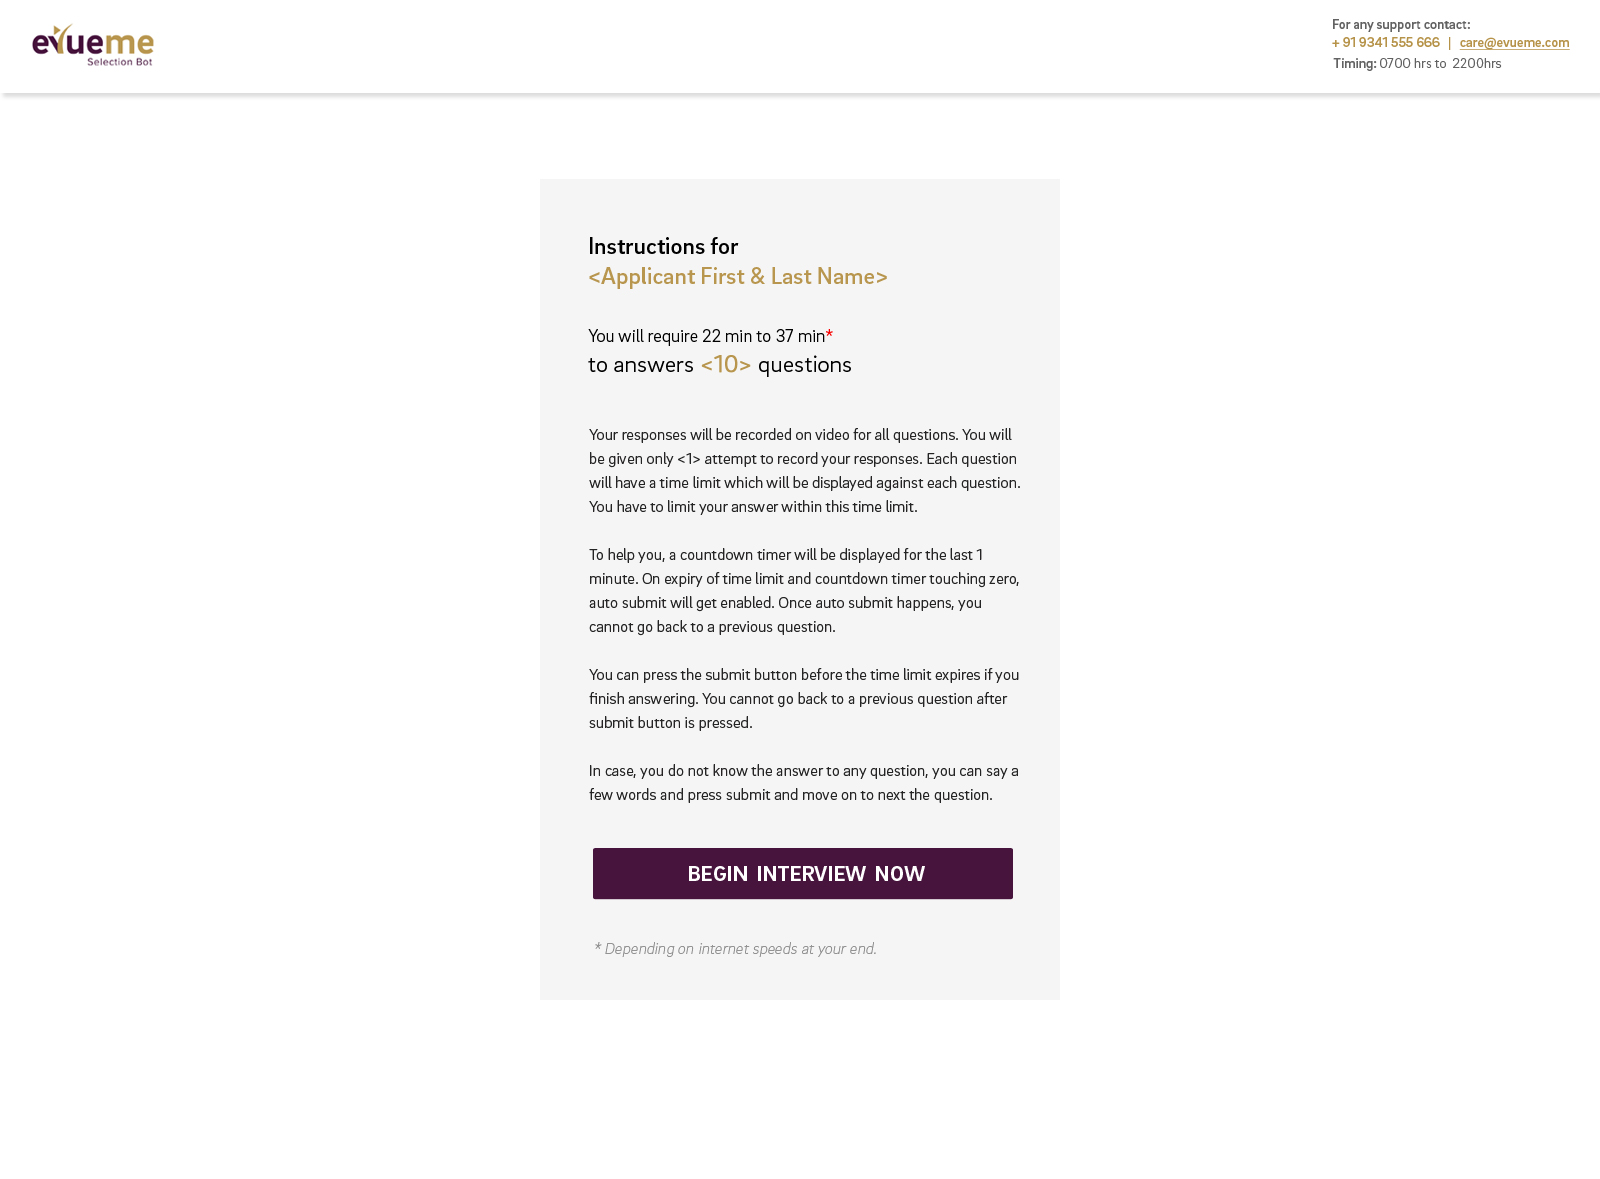 evueme
Selection Bot
For any support contact:
+ 91 9341 555 666 | care@evueme.com
Timing: 0700 hrs to 2200hrs
Instructions for
<Applicant First & Last Name>
You will require 22 min to 37 min*
to answers <10> questions
Your responses will be recorded on video for all questions. You will
be given only <1> attempt to record your responses. Each question
will have a time limit which will be displayed against each question.
You have to limit your answer within this time limit.
To help you, a countdown timer will be displayed for the last 1
minute. On expiry of time limit and countdown timer touching zero,
auto submit will get enabled. Once auto submit happens, you
cannot go back to a previous question.
You can press the submit button before the time limit expires if you
finish answering. You cannot go back to a previous question after
submit button is pressed.
In case, you do not know the answer to any question, you can say a
few words and press submit and move on to next the question.
BEGIN INTERVIEW NOW
* Depending on internet speeds at your end.